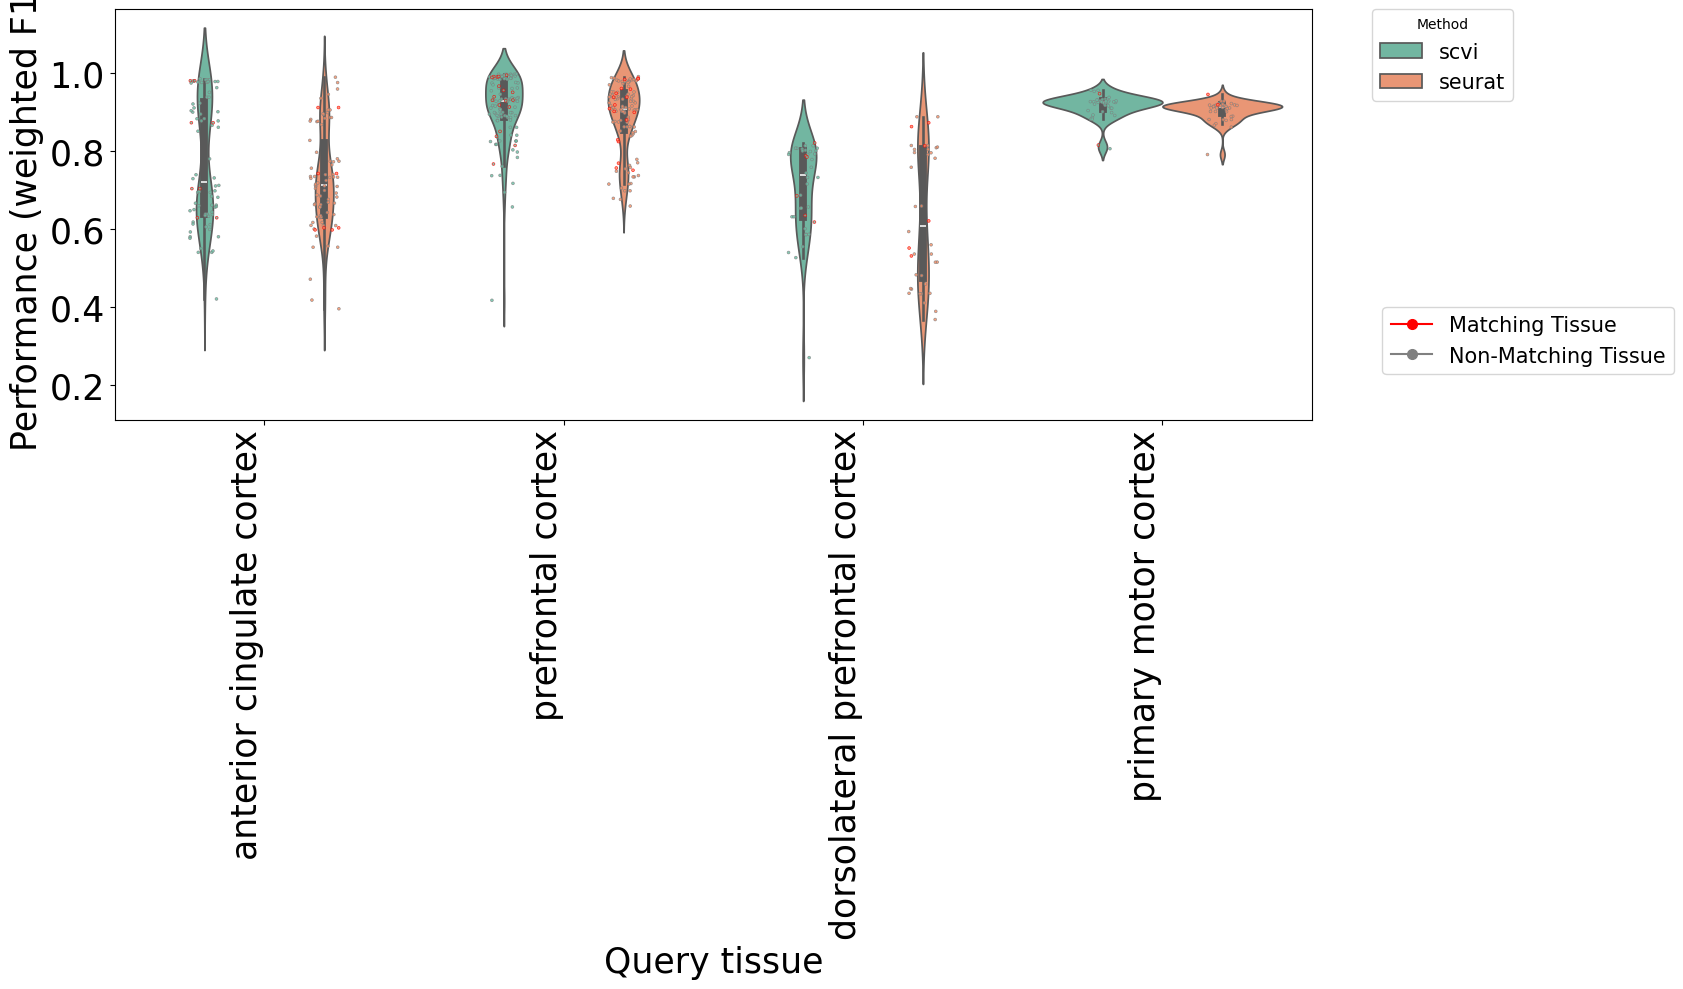 Performance (weighted F1
1.0
0.8
0.6
0.4
0.2
anterior cingulate cortex
prefrontal cortex
dorsolateral prefrontal cortex
primary motor cortex
Query tissue
Method
scvi
seurat
Matching Tissue
Non-Matching Tissue